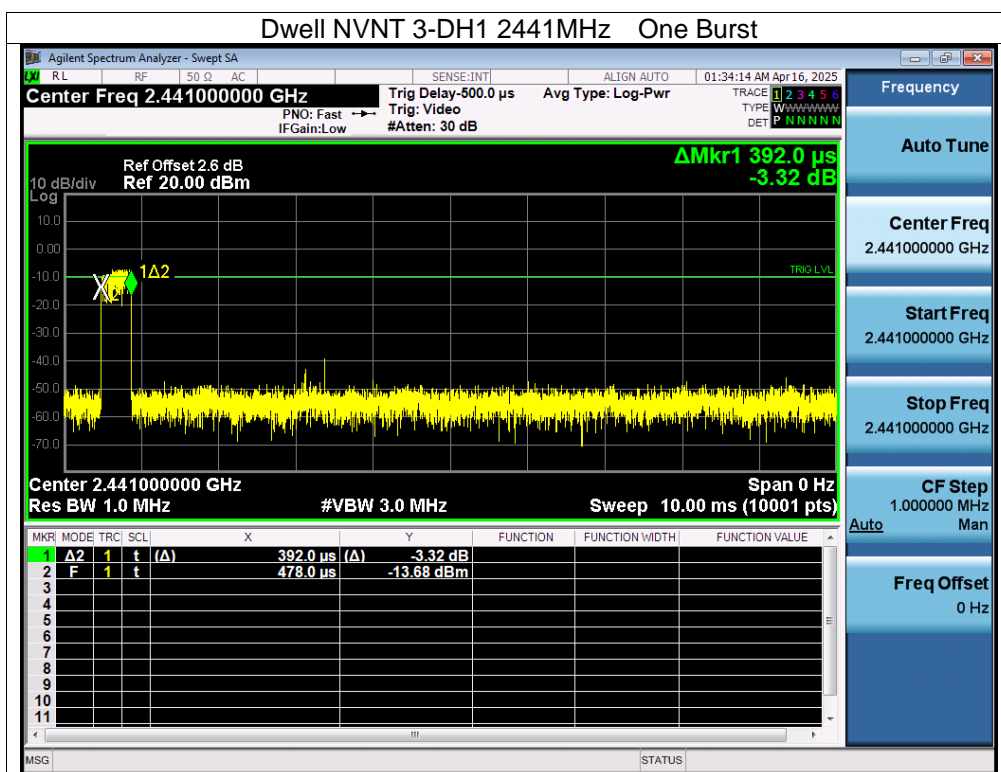 Dwell NVNT 3-DH1 2441MHz One Burst
Agilent Spectrum Analyzer - Swept SA
LXI RL RF 50 Ω AC SENSE:INT ALIGN AUTO 01:34:14 AM Apr 16, 2025
Center Freq 2.441000000 GHz
PNO: Fast
IFGain:Low
Trig Delay-500.0 µs
Trig: Video
#Atten: 30 dB
Avg Type: Log-Pwr
TRACE 1 2 3 4 5 6
TYPE WWWWWWW
DET P N N N N N
Frequency
Auto Tune
Center Freq
2.441000000 GHz
Start Freq
2.441000000 GHz
Stop Freq
2.441000000 GHz
CF Step
1.000000 MHz
Auto Man
Freq Offset
0 Hz
ΔMkr1 392.0 µs
-3.32 dB
Ref Offset 2.6 dB
10 dB/div Ref 20.00 dBm
Log
10.0
0.00
-10.0
-20.0
-30.0
-40.0
-50.0
-60.0
-70.0
1Δ2
TRIG LVL
Center 2.441000000 GHz Span 0 Hz
Res BW 1.0 MHz #VBW 3.0 MHz Sweep 10.00 ms (10001 pts)
MKR MODE TRC SCL X Y FUNCTION FUNCTION WIDTH FUNCTION VALUE
1 Δ2 1 t (Δ) 392.0 µs (Δ) -3.32 dB
2 F 1 t 478.0 µs -13.68 dBm
3
4
5
6
7
8
9
10
11
MSG STATUS